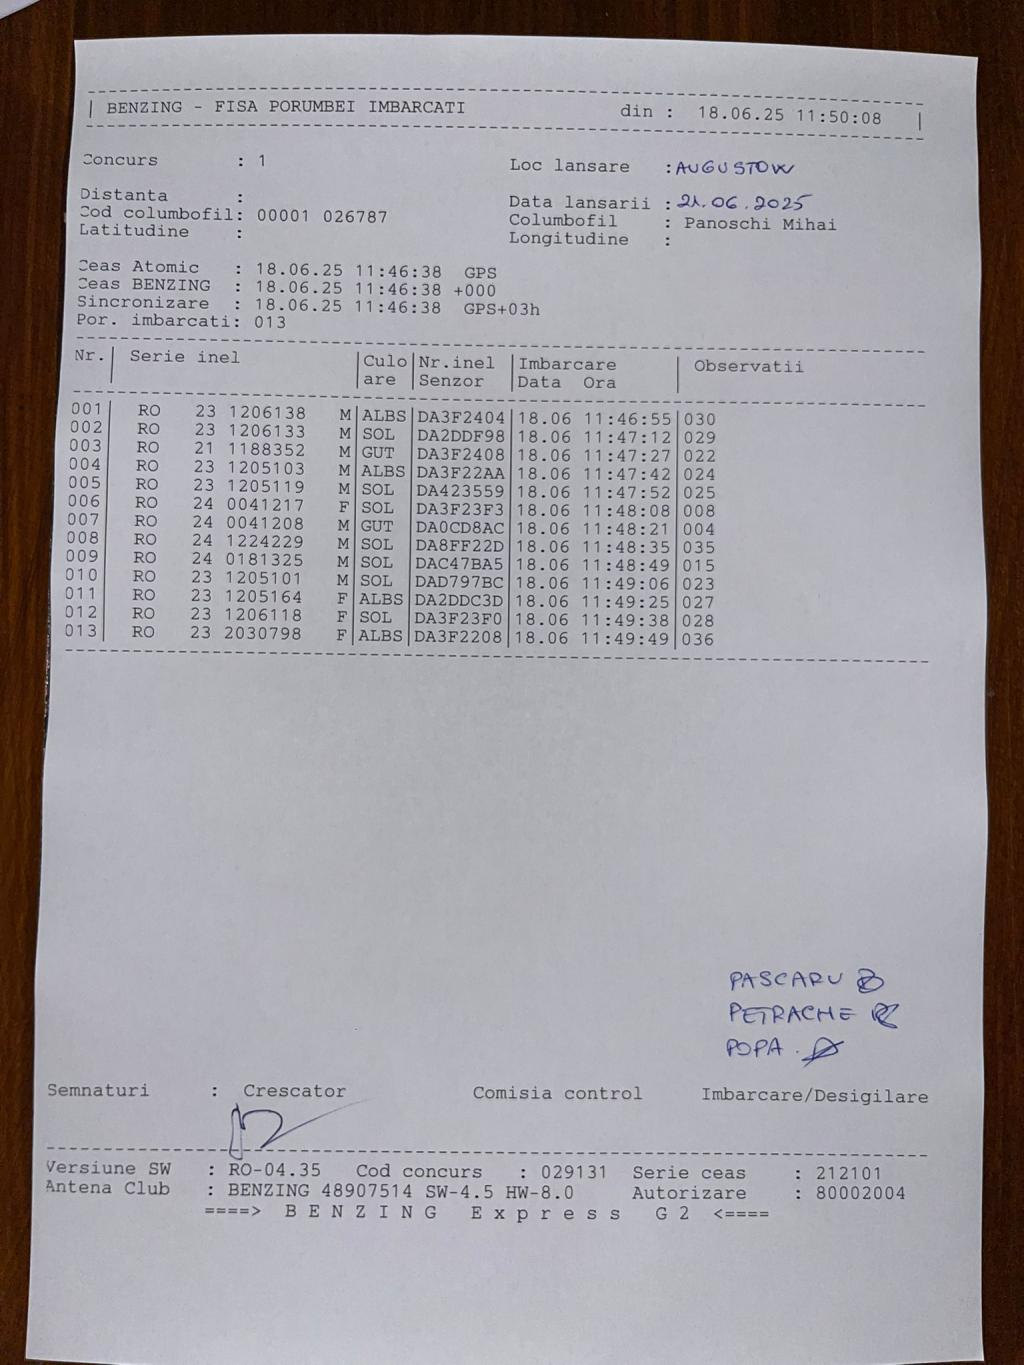 | BENZING - FISA PORUMBEI IMBARCATI din : 18.06.25 11:50:08 |
Concurs : 1 Loc lansare : AUGUSTOW
Distanta : Data lansarii : 21.06.2025
Cod columbofil: 00001 026787 Columbofil : Panoschi Mihai
Latitudine : Longitudine :
Ceas Atomic : 18.06.25 11:46:38 GPS
Ceas BENZING : 18.06.25 11:46:38 +000
Sincronizare : 18.06.25 11:46:38 GPS+03h
Por. imbarcati: 013
Nr.| Serie inel |Culo|Nr.inel |Imbarcare | Observatii
| |are |Senzor |Data Ora |
001| RO 23 1206138 M|ALBS|DA3F2404|18.06 11:46:55|030
002| RO 23 1206133 M|SOL |DA2DDF98|18.06 11:47:12|029
003| RO 21 1188352 M|GUT |DA3F2408|18.06 11:47:27|022
004| RO 23 1205103 M|ALBS|DA3F22AA|18.06 11:47:42|024
005| RO 23 1205119 M|SOL |DA423559|18.06 11:47:52|025
006| RO 24 0041217 F|SOL |DA3F23F3|18.06 11:48:08|008
007| RO 24 0041208 M|GUT |DA0CD8AC|18.06 11:48:21|004
008| RO 24 1224229 M|SOL |DA8FF22D|18.06 11:48:35|035
009| RO 24 0181325 M|SOL |DAC47BA5|18.06 11:48:49|015
010| RO 23 1205101 M|SOL |DAD797BC|18.06 11:49:06|023
011| RO 23 1205164 F|ALBS|DA2DDC3D|18.06 11:49:25|027
012| RO 23 1206118 F|SOL |DA3F23F0|18.06 11:49:38|028
013| RO 23 2030798 F|ALBS|DA3F2208|18.06 11:49:49|036
PASCARU
PETRACHE
POPA
Semnaturi : Crescator Comisia control Imbarcare/Desigilare
Versiune SW : RO-04.35 Cod concurs : 029131 Serie ceas : 212101
Antena Club : BENZING 48907514 SW-4.5 HW-8.0 Autorizare : 80002004
====> B E N Z I N G E x p r e s s G 2 <====